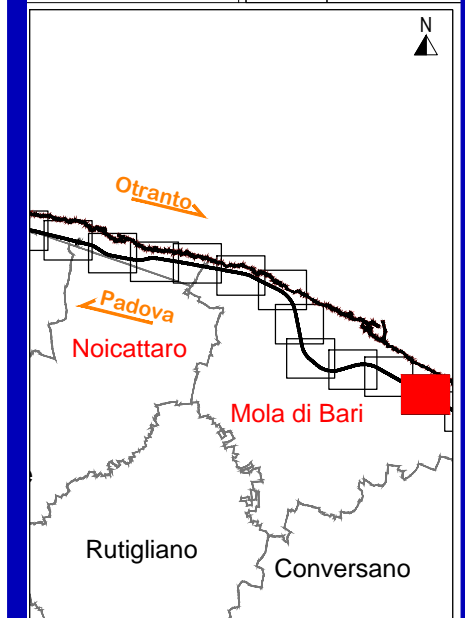 N
Otranto
Padova
Noicattaro
Mola di Bari
Rutigliano
Conversano